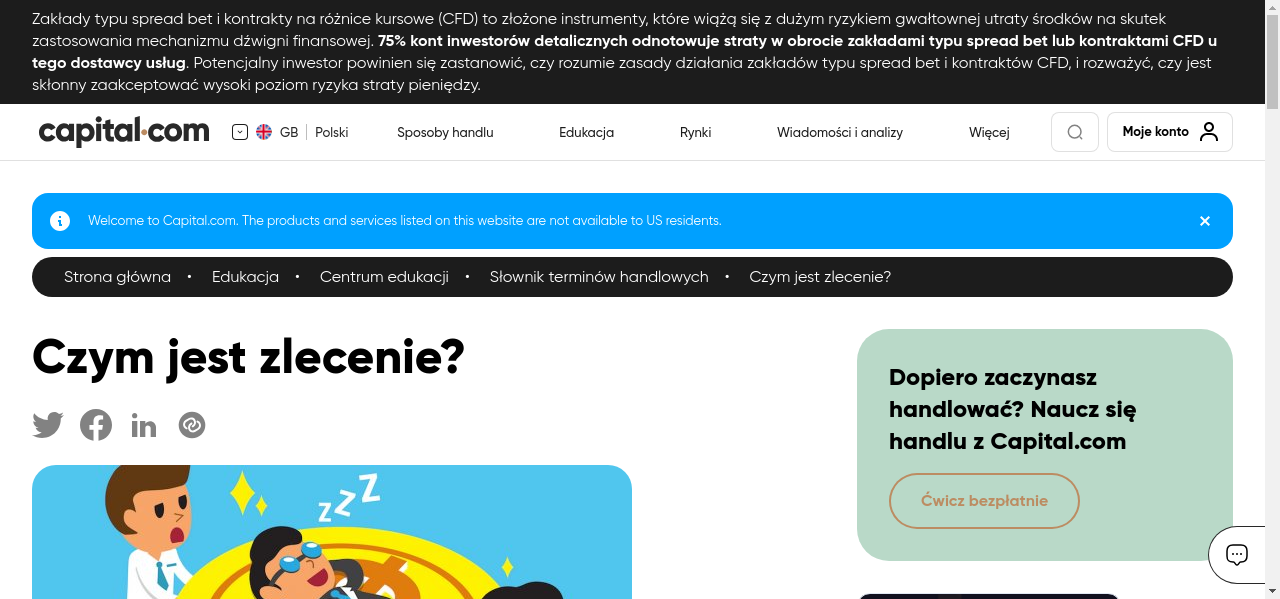 Zakłady typu spread bet i kontrakty na różnice kursowe (CFD) to złożone instrumenty, które wiążą się z dużym ryzykiem gwałtownej utraty środków na skutek
zastosowania mechanizmu dźwigni finansowej. 75% kont inwestorów detalicznych odnotowuje straty w obrocie zakładami typu spread bet lub kontraktami CFD u
tego dostawcy usług. Potencjalny inwestor powinien się zastanowić, czy rozumie zasady działania zakładów typu spread bet i kontraktów CFD, i rozważyć, czy jest
skłonny zaakceptować wysoki poziom ryzyka straty pieniędzy.
capital.com GB Polski Sposoby handlu Edukacja Rynki Wiadomości i analizy Więcej Moje konto
Welcome to Capital.com. The products and services listed on this website are not available to US residents.
Strona główna • Edukacja • Centrum edukacji • Słownik terminów handlowych • Czym jest zlecenie?
Czym jest zlecenie?
zZZ
Dopiero zaczynasz
handlować? Naucz się
handlu z Capital.com
Ćwicz bezpłatnie